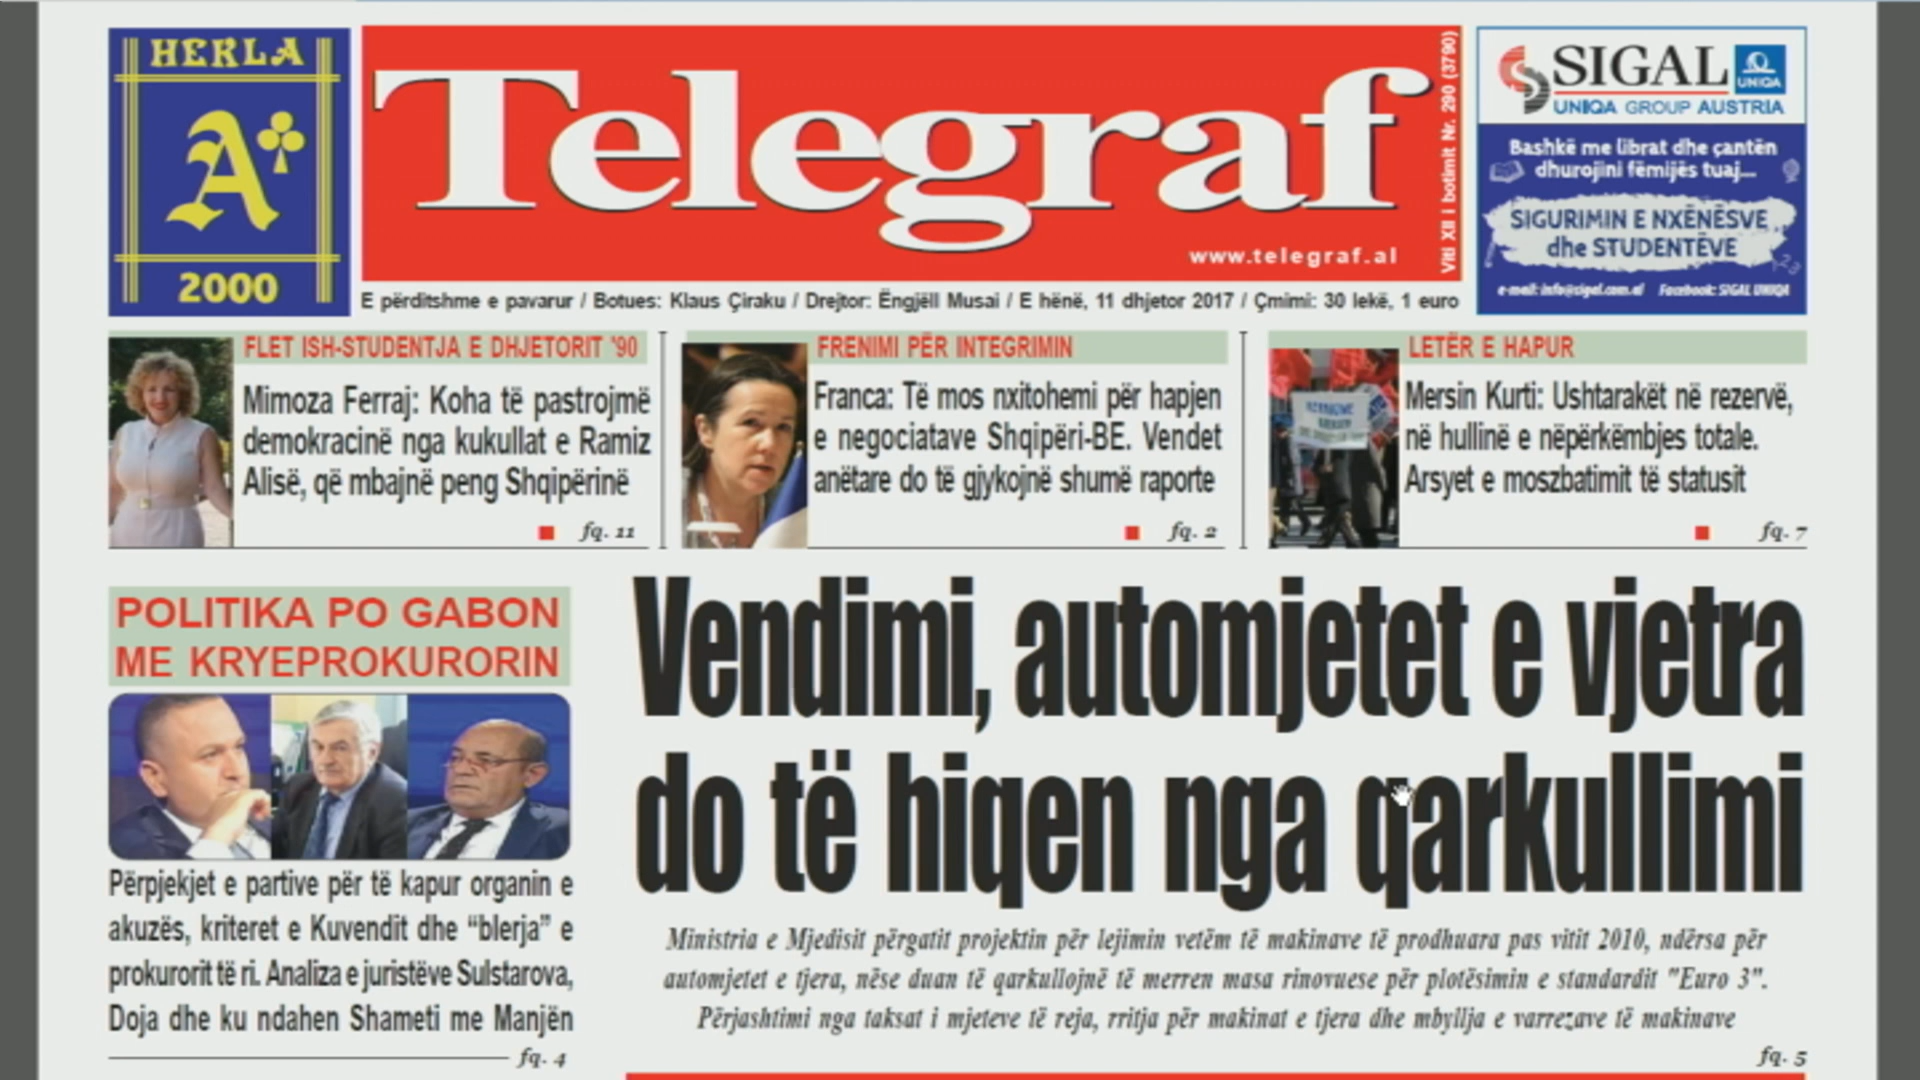 HERLA
A
2000
Telegraf
www.telegraf.al
Viti XII i botimit Nr. 290 (3790)
SIGAL
UNIQA
UNIQA GROUP AUSTRIA
Bashkë me librat dhe çantën
dhurojini fëmijës tuaj...
SIGURIMIN E NXËNËSVE
dhe STUDENTËVE
e-mail: info@sigal.com.al Facebook: SIGAL UNIQA
E përditshme e pavarur / Botues: Klaus Çiraku / Drejtor: Ëngjëll Musai / E hënë, 11 dhjetor 2017 / Çmimi: 30 lekë, 1 euro
FLET ISH-STUDENTJA E DHJETORIT '90
Mimoza Ferraj: Koha të pastrojmë
demokracinë nga kukullat e Ramiz
Alisë, që mbajnë peng Shqipërinë
fq. 11
FRENIMI PËR INTEGRIMIN
Franca: Të mos nxitohemi për hapjen
e negociatave Shqipëri-BE. Vendet
anëtare do të gjykojnë shumë raporte
fq. 2
LETËR E HAPUR
Mersin Kurti: Ushtarakët në rezervë,
në hullinë e nëpërkëmbjes totale.
Arsyet e moszbatimit të statusit
fq. 7
POLITIKA PO GABON
ME KRYEPROKURORIN
Përpjekjet e partive për të kapur organin e
akuzës, kriteret e Kuvendit dhe “blerja” e
prokurorit të ri. Analiza e juristëve Sulstarova,
Doja dhe ku ndahen Shameti me Manjën
fq. 4
Vendimi, automjetet e vjetra
do të hiqen nga qarkullimi
Ministria e Mjedisit përgatit projektin për lejimin vetëm të makinave të prodhuara pas vitit 2010, ndërsa për
automjetet e tjera, nëse duan të qarkullojnë të merren masa rinovuese për plotësimin e standardit "Euro 3".
Përjashtimi nga taksat i mjeteve të reja, rritja për makinat e tjera dhe mbyllja e varrezave të makinave
fq. 5